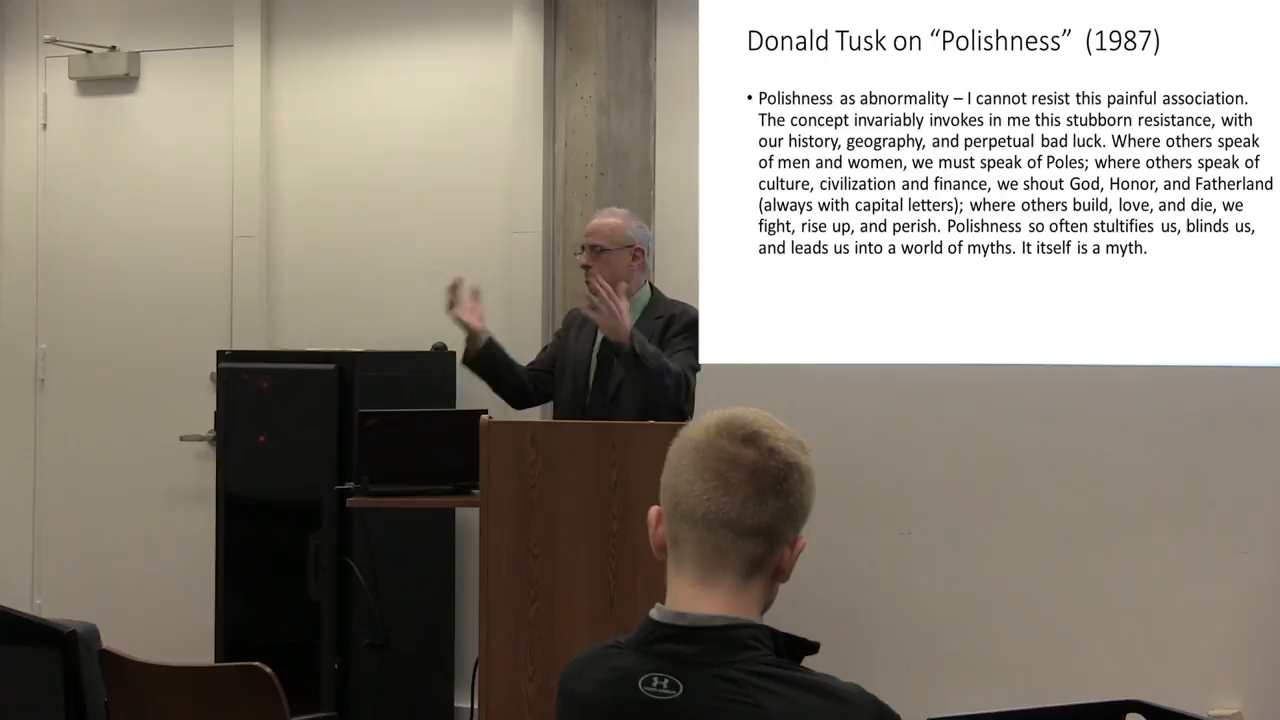 Donald Tusk on “Polishness” (1987)
• Polishness as abnormality – I cannot resist this painful association.
The concept invariably invokes in me this stubborn resistance, with
our history, geography, and perpetual bad luck. Where others speak
of men and women, we must speak of Poles; where others speak of
culture, civilization and finance, we shout God, Honor, and Fatherland
(always with capital letters); where others build, love, and die, we
fight, rise up, and perish. Polishness so often stultifies us, blinds us,
and leads us into a world of myths. It itself is a myth.